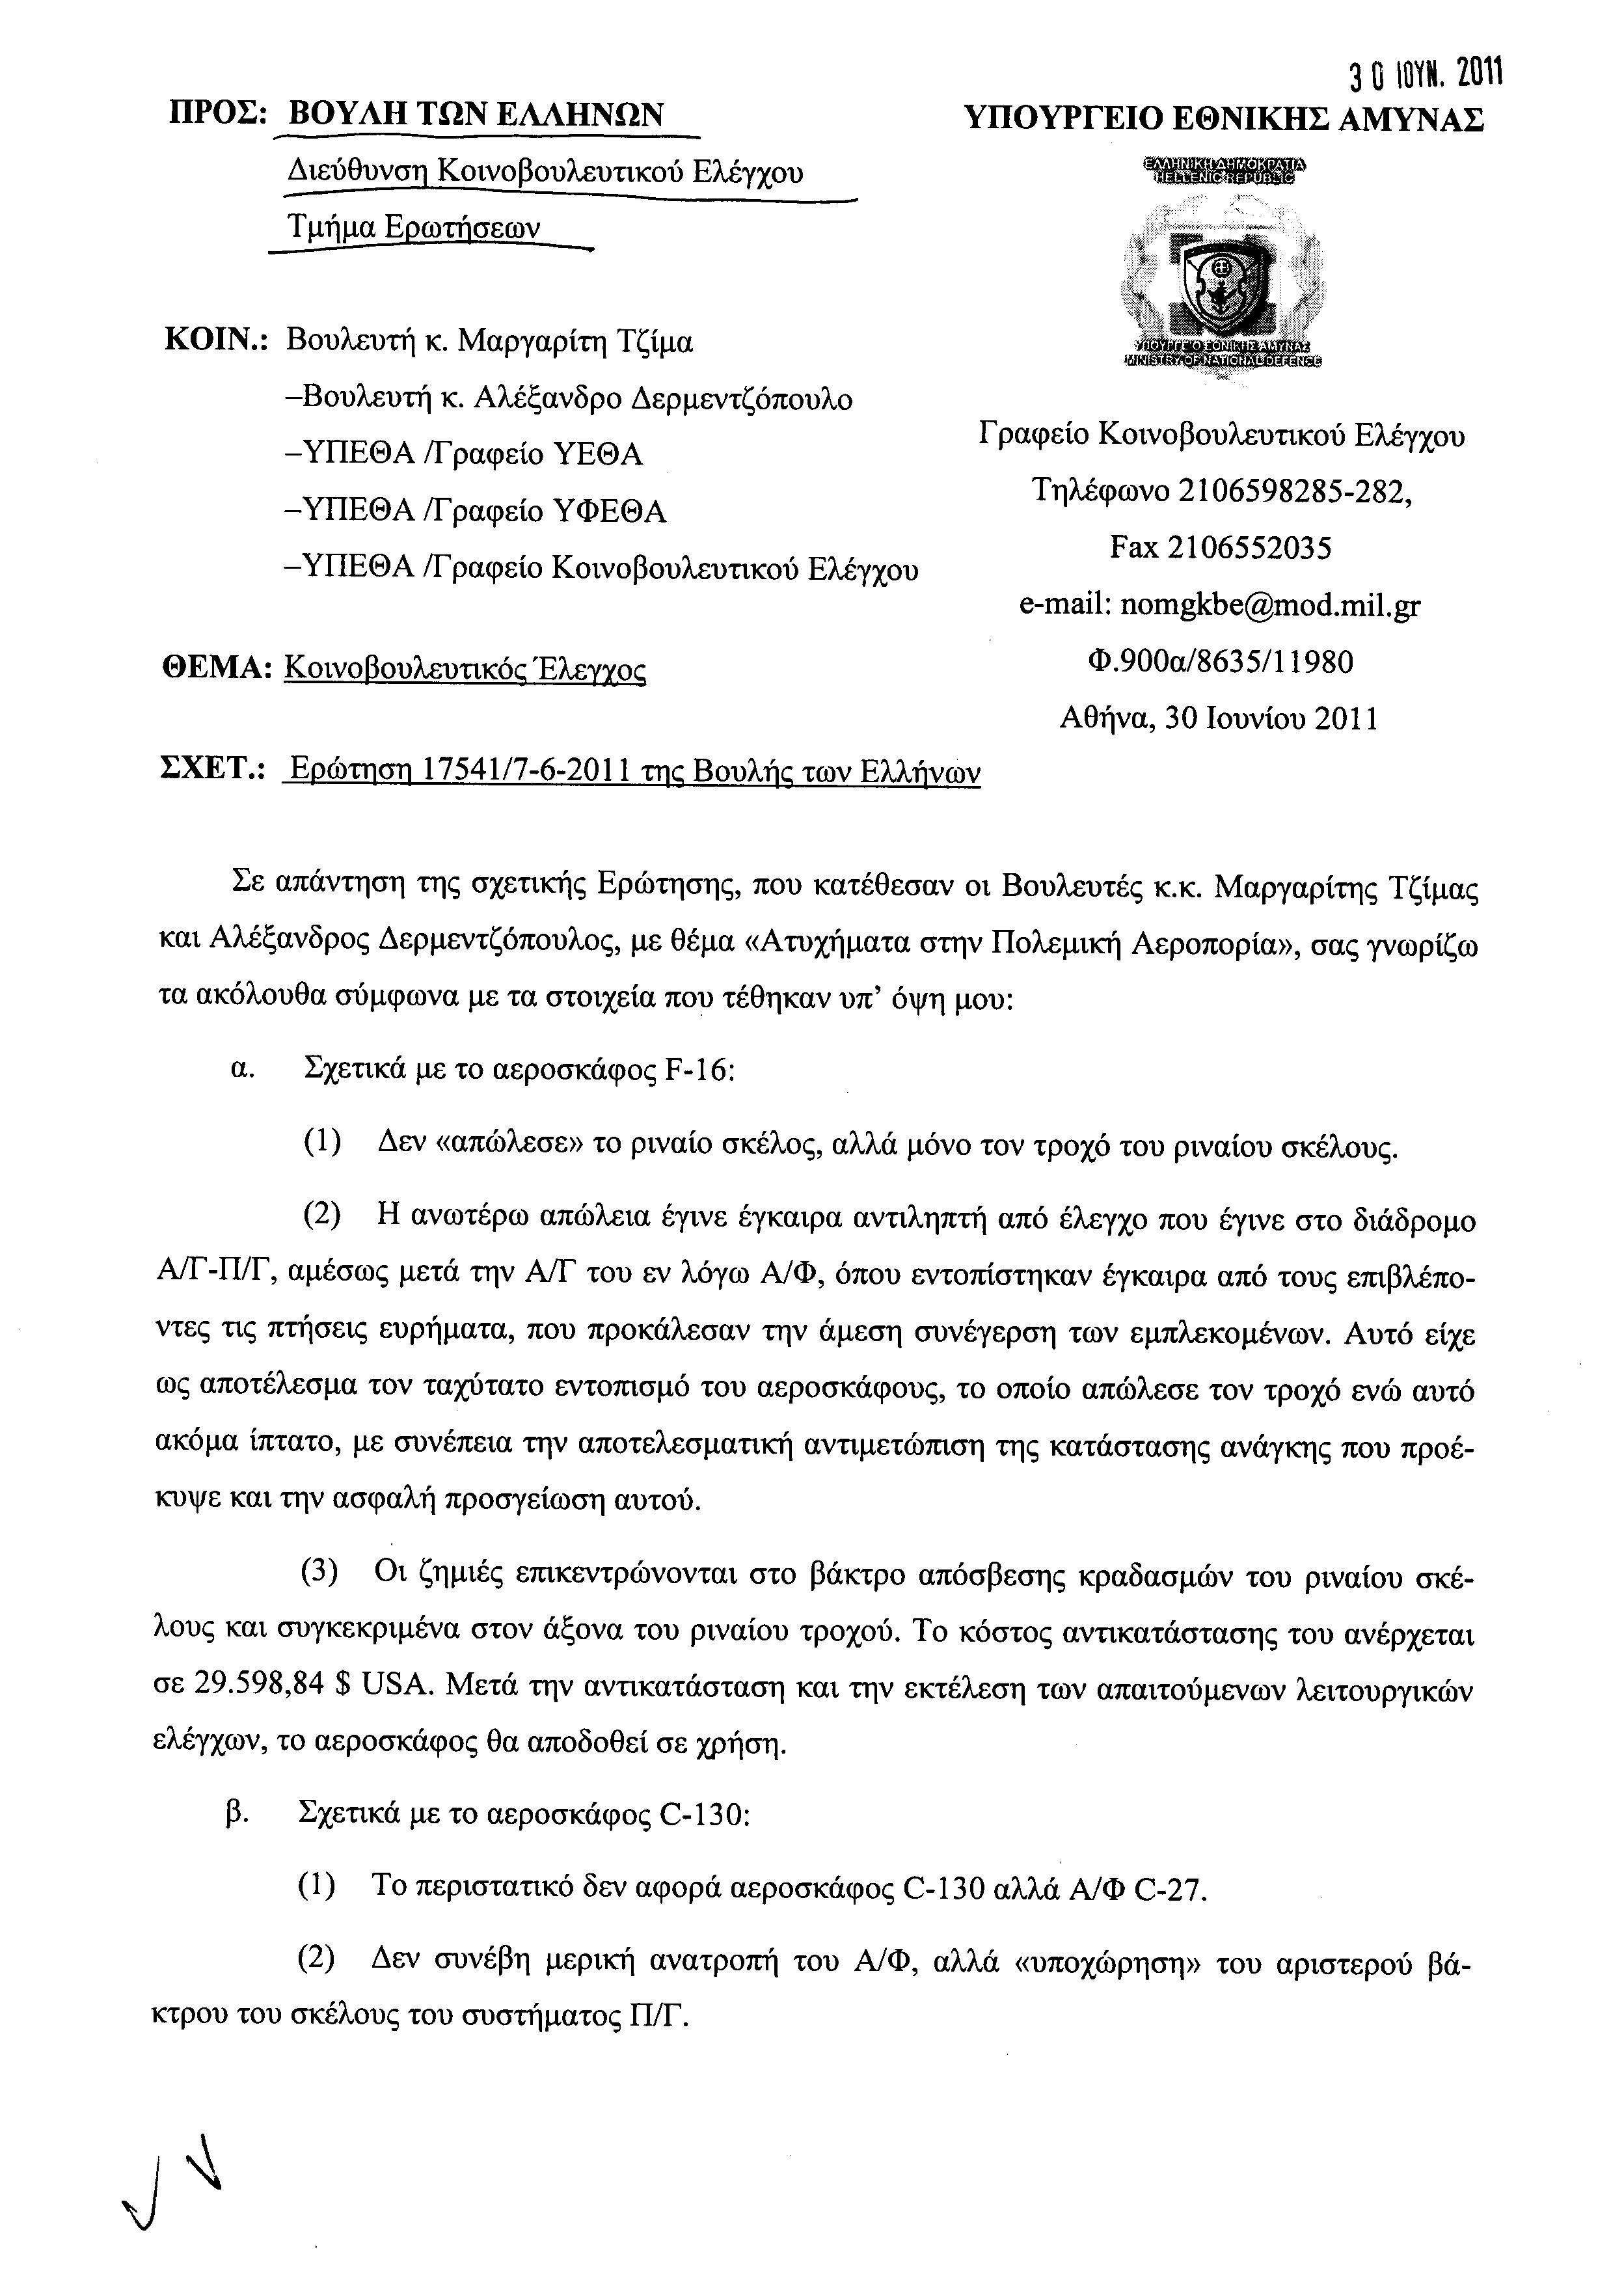 30 ΙΟΥΝ. 2011
ΠΡΟΣ: ΒΟΥΛΗ ΤΩΝ ΕΛΛΗΝΩΝ
Διεύθυνση Κοινοβουλευτικού Ελέγχου
Τμήμα Ερωτήσεων
ΚΟΙΝ.: Βουλευτή κ. Μαργαρίτη Τζίμα
–Βουλευτή κ. Αλέξανδρο Δερμεντζόπουλο
–ΥΠΕΘΑ /Γραφείο ΥΕΘΑ
–ΥΠΕΘΑ /Γραφείο ΥΦΕΘΑ
–ΥΠΕΘΑ /Γραφείο Κοινοβουλευτικού Ελέγχου
ΘΕΜΑ: Κοινοβουλευτικός Έλεγχος
ΥΠΟΥΡΓΕΙΟ ΕΘΝΙΚΗΣ ΑΜΥΝΑΣ
ΕΛΛΗΝΙΚΗ ΔΗΜΟΚΡΑΤΙΑ
HELLENIC REPUBLIC
ΥΠΟΥΡΓΕΙΟ ΕΘΝΙΚΗΣ ΑΜΥΝΑΣ
MINISTRY OF NATIONAL DEFENCE
Γραφείο Κοινοβουλευτικού Ελέγχου
Τηλέφωνο 2106598285-282,
Fax 2106552035
e-mail: nomgkbe@mod.mil.gr
Φ.900α/8635/11980
Αθήνα, 30 Ιουνίου 2011
ΣΧΕΤ.: Ερώτηση 17541/7-6-2011 της Βουλής των Ελλήνων
Σε απάντηση της σχετικής Ερώτησης, που κατέθεσαν οι Βουλευτές κ.κ. Μαργαρίτης Τζίμας
και Αλέξανδρος Δερμεντζόπουλος, με θέμα «Ατυχήματα στην Πολεμική Αεροπορία», σας γνωρίζω
τα ακόλουθα σύμφωνα με τα στοιχεία που τέθηκαν υπ’ όψη μου:
α. Σχετικά με το αεροσκάφος F-16:
(1) Δεν «απώλεσε» το ριναίο σκέλος, αλλά μόνο τον τροχό του ριναίου σκέλους.
(2) Η ανωτέρω απώλεια έγινε έγκαιρα αντιληπτή από έλεγχο που έγινε στο διάδρομο
Α/Γ-Π/Γ, αμέσως μετά την Α/Γ του εν λόγω Α/Φ, όπου εντοπίστηκαν έγκαιρα από τους επιβλέπο-
ντες τις πτήσεις ευρήματα, που προκάλεσαν την άμεση συνέγερση των εμπλεκομένων. Αυτό είχε
ως αποτέλεσμα τον ταχύτατο εντοπισμό του αεροσκάφους, το οποίο απώλεσε τον τροχό ενώ αυτό
ακόμα ίπτατο, με συνέπεια την αποτελεσματική αντιμετώπιση της κατάστασης ανάγκης που προέ-
κυψε και την ασφαλή προσγείωση αυτού.
(3) Οι ζημιές επικεντρώνονται στο βάκτρο απόσβεσης κραδασμών του ριναίου σκέ-
λους και συγκεκριμένα στον άξονα του ριναίου τροχού. Το κόστος αντικατάστασης του ανέρχεται
σε 29.598,84 $ USA. Μετά την αντικατάσταση και την εκτέλεση των απαιτούμενων λειτουργικών
ελέγχων, το αεροσκάφος θα αποδοθεί σε χρήση.
β. Σχετικά με το αεροσκάφος C-130:
(1) Το περιστατικό δεν αφορά αεροσκάφος C-130 αλλά Α/Φ C-27.
(2) Δεν συνέβη μερική ανατροπή του Α/Φ, αλλά «υποχώρηση» του αριστερού βά-
κτρου του σκέλους του συστήματος Π/Γ.